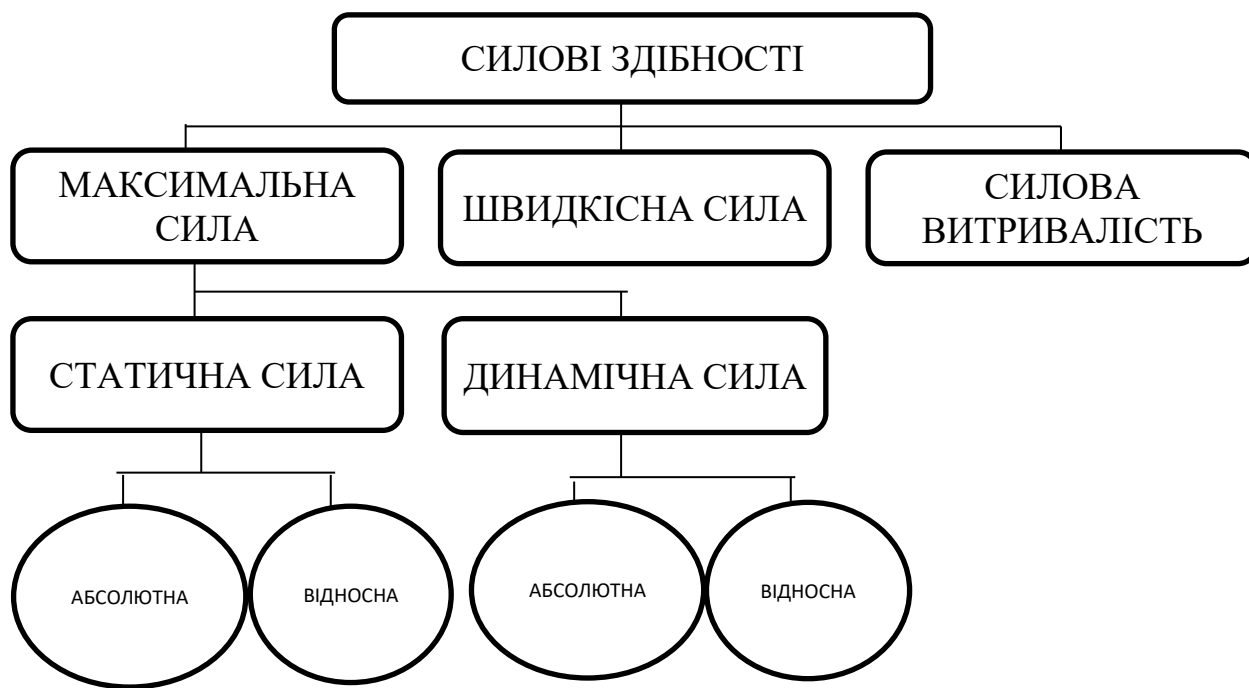 СИЛОВІ ЗДІБНОСТІ
МАКСИМАЛЬНА
СИЛА
ШВИДКІСНА СИЛА
СИЛОВА
ВИТРИВАЛІСТЬ
СТАТИЧНА СИЛА
ДИНАМІЧНА СИЛА
АБСОЛЮТНА
ВІДНОСНА
АБСОЛЮТНА
ВІДНОСНА